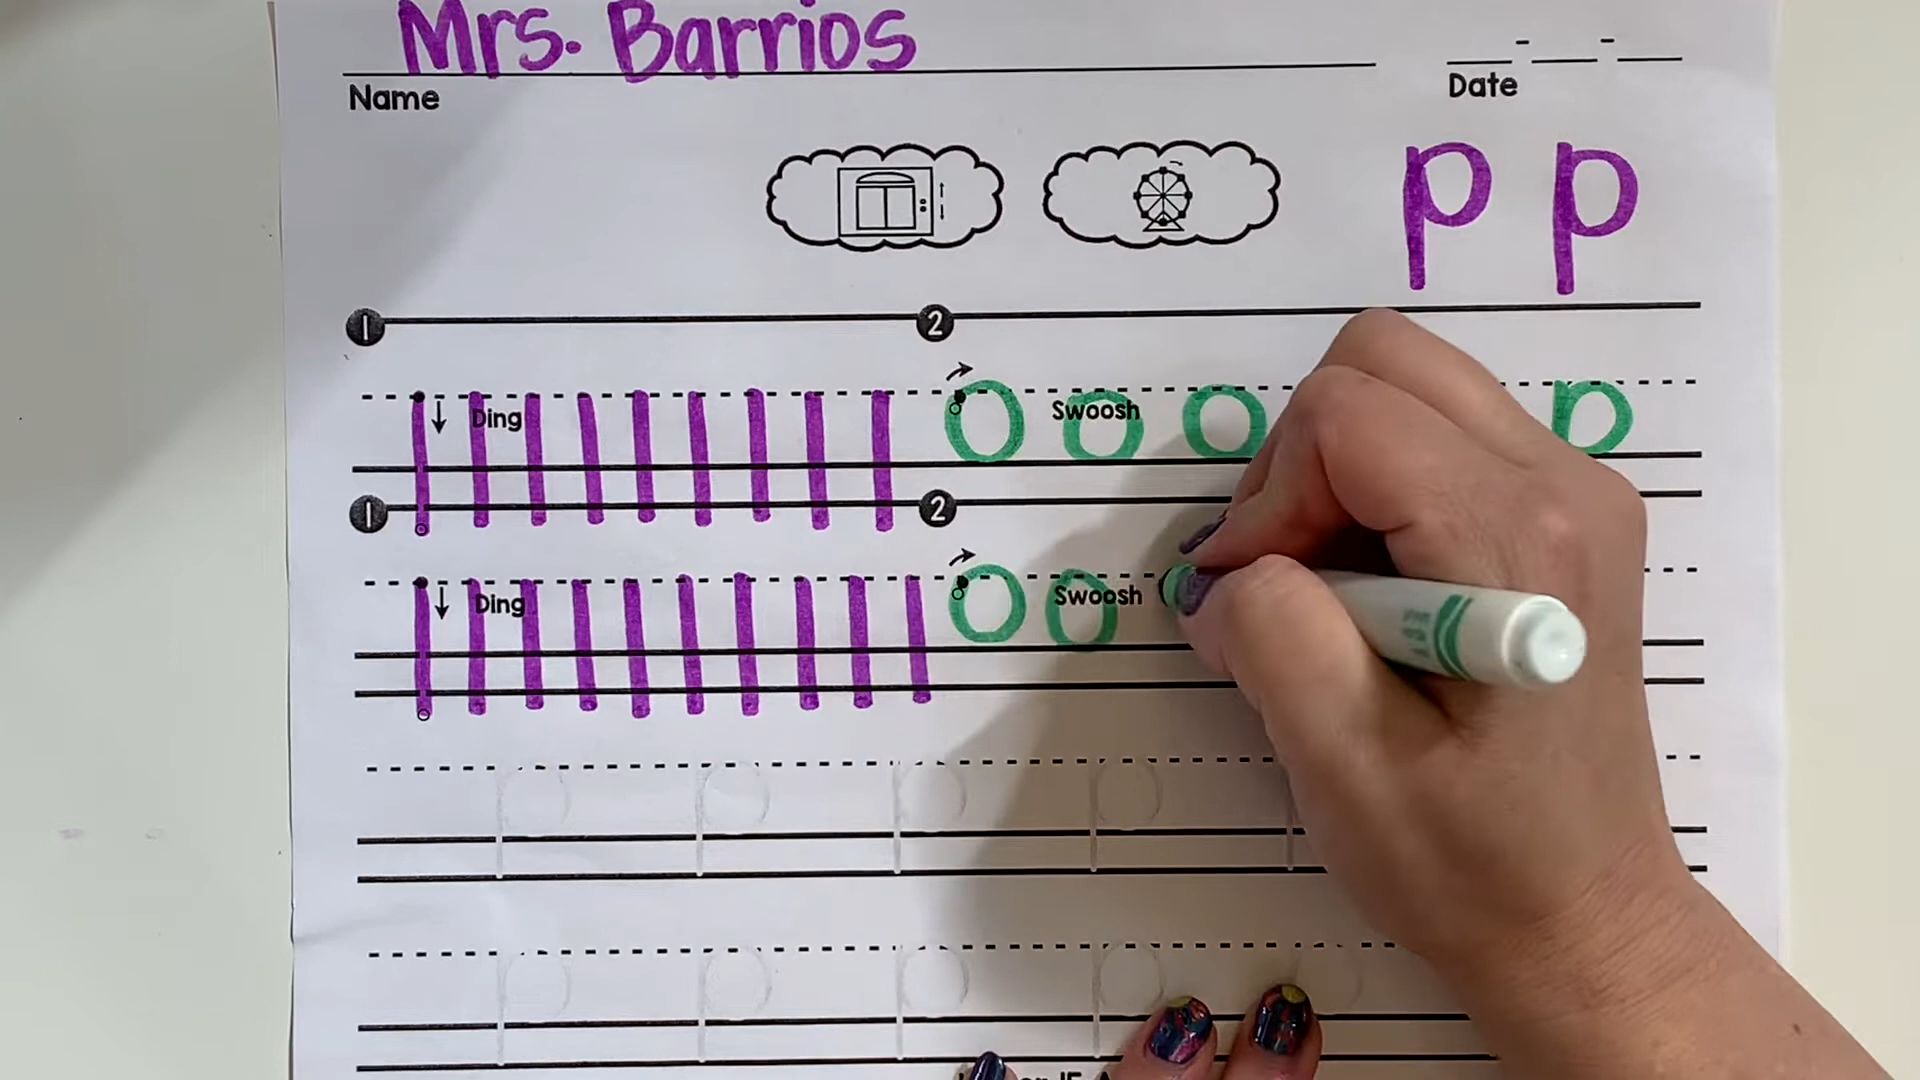 Mrs. Barrios
Name
Date
p p
1 2
Ding Swoosh
1 2
Ding Swoosh
p p p p
p p p p